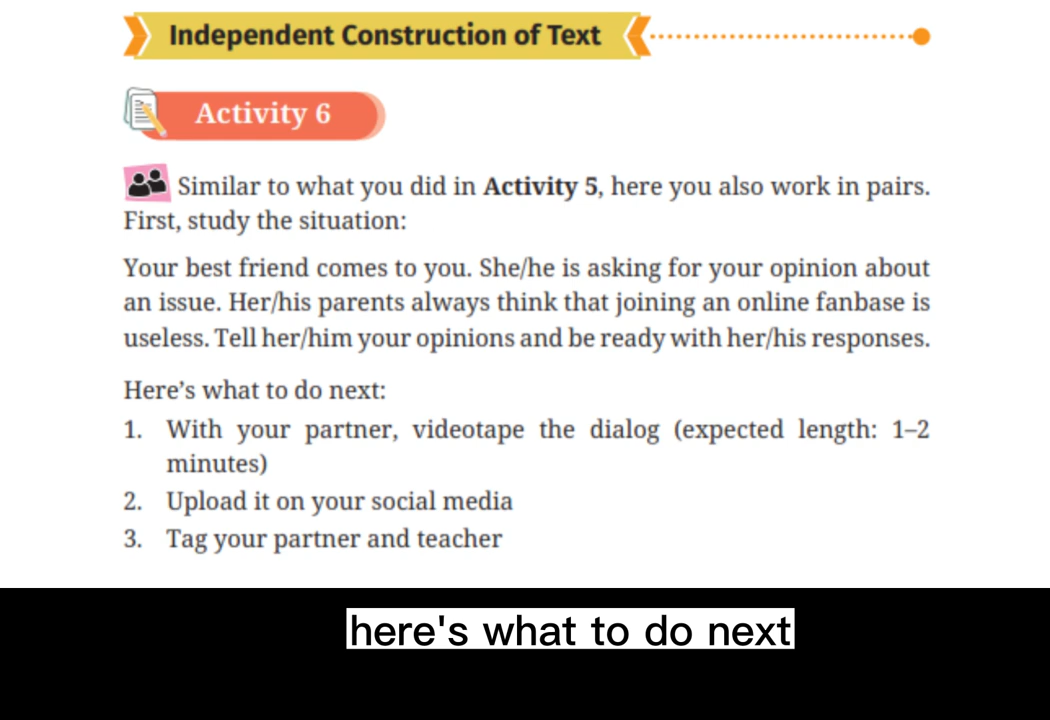 Independent Construction of Text
Activity 6
Similar to what you did in Activity 5, here you also work in pairs.
First, study the situation:
Your best friend comes to you. She/he is asking for your opinion about
an issue. Her/his parents always think that joining an online fanbase is
useless. Tell her/him your opinions and be ready with her/his responses.
Here’s what to do next:
1. With your partner, videotape the dialog (expected length: 1–2
minutes)
2. Upload it on your social media
3. Tag your partner and teacher
here's what to do next